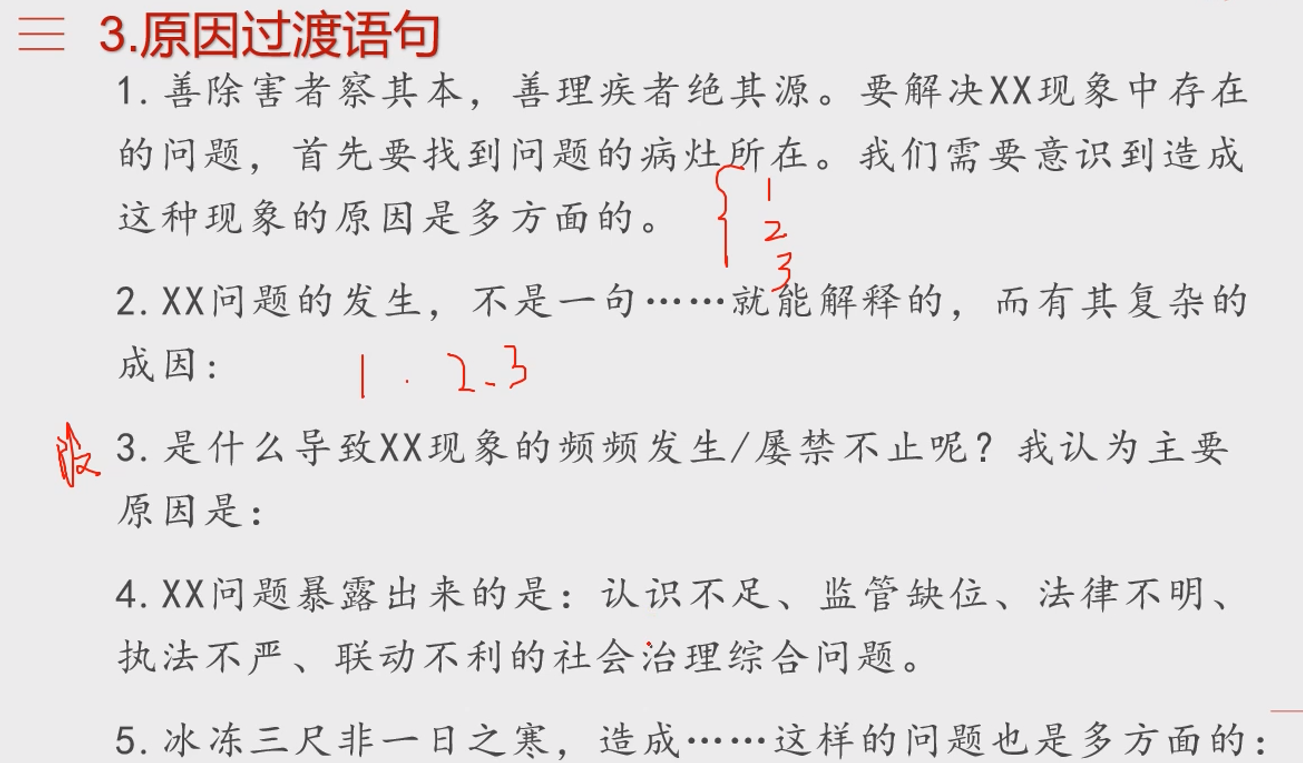 3.原因过渡语句
1. 善除害者察其本，善理疾者绝其源。要解决XX现象中存在
的问题，首先要找到问题的病灶所在。我们需要意识到造成
这种现象的原因是多方面的。
1
2
3
2. XX问题的发生，不是一句……就能解释的，而有其复杂的
成因：
1. 2.3
3. 是什么导致XX现象的频频发生/屡禁不止呢？我认为主要
原因是：
4. XX问题暴露出来的是：认识不足、监管缺位、法律不明、
执法不严、联动不利的社会治理综合问题。
5. 冰冻三尺非一日之寒，造成……这样的问题也是多方面的：